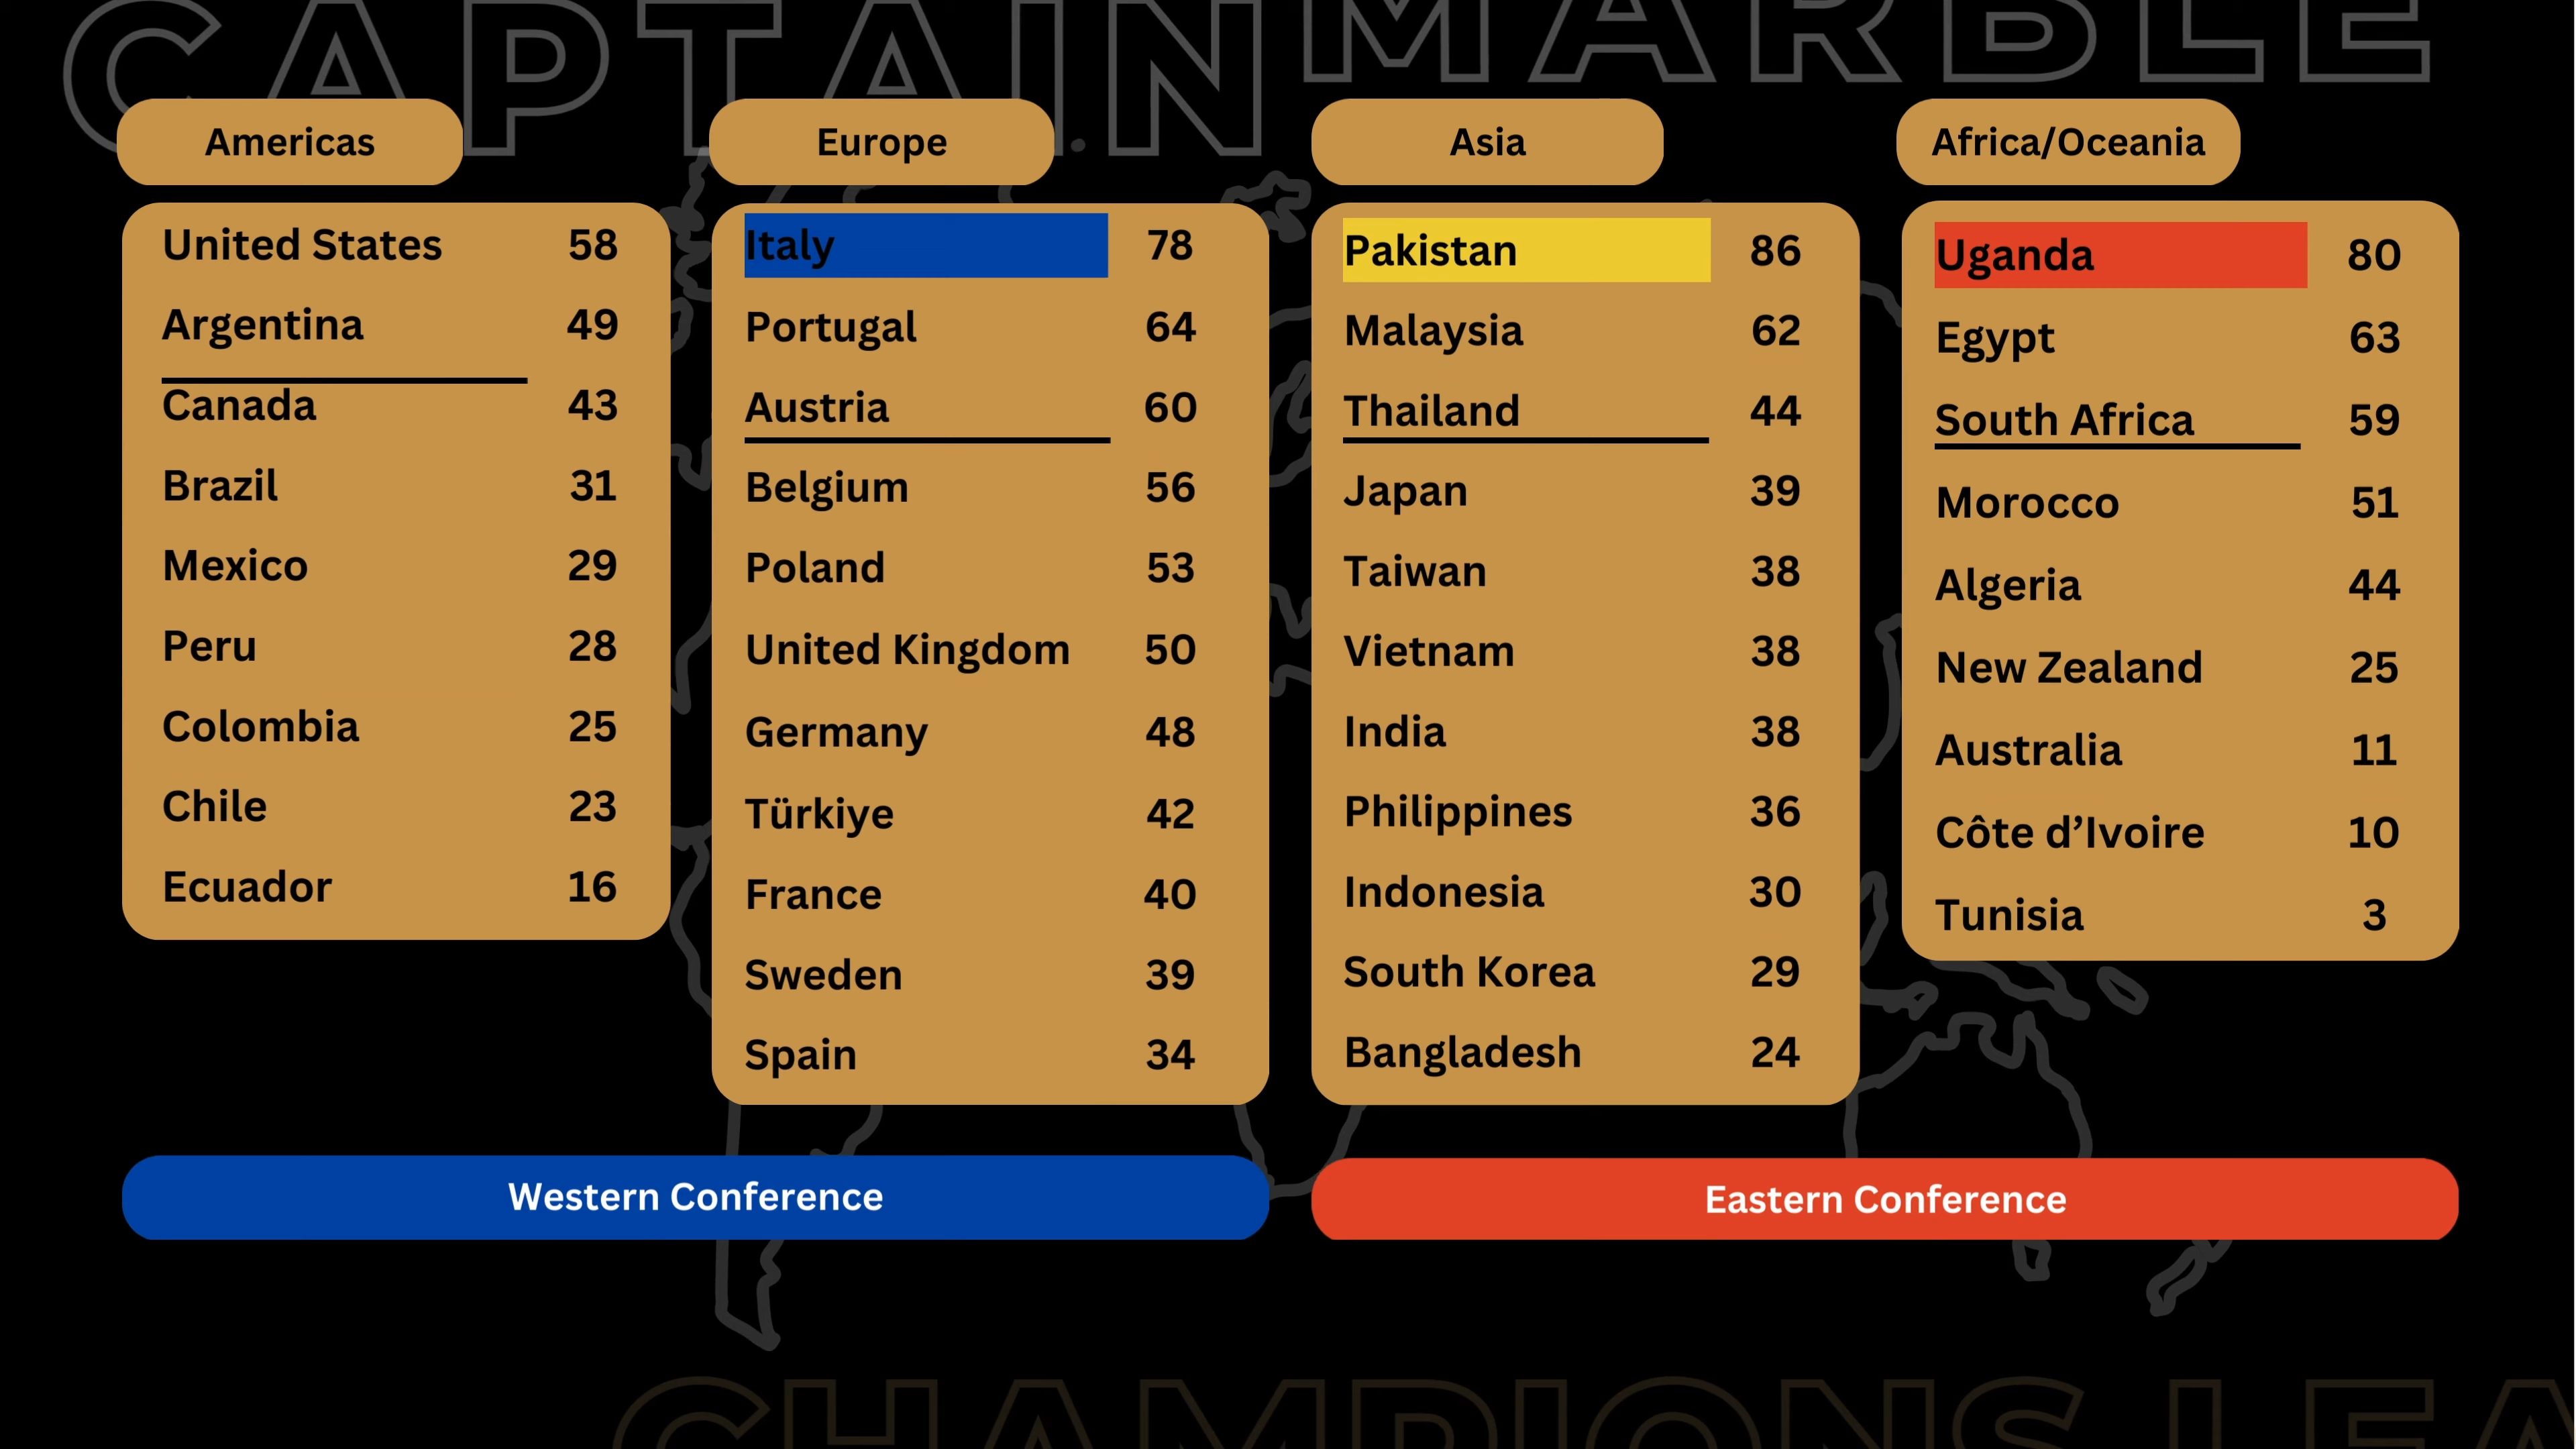 CAPTAINMARBLE
Americas
United States 58
Argentina 49
Canada 43
Brazil 31
Mexico 29
Peru 28
Colombia 25
Chile 23
Ecuador 16
Europe
Italy 78
Portugal 64
Austria 60
Belgium 56
Poland 53
United Kingdom 50
Germany 48
Türkiye 42
France 40
Sweden 39
Spain 34
Asia
Pakistan 86
Malaysia 62
Thailand 44
Japan 39
Taiwan 38
Vietnam 38
India 38
Philippines 36
Indonesia 30
South Korea 29
Bangladesh 24
Africa/Oceania
Uganda 80
Egypt 63
South Africa 59
Morocco 51
Algeria 44
New Zealand 25
Australia 11
Côte d’Ivoire 10
Tunisia 3
Western Conference
Eastern Conference
CHAMPIONS LEA